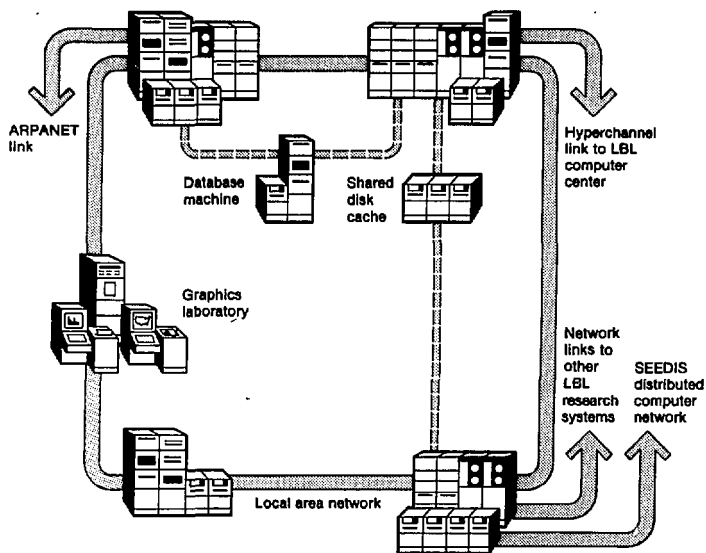 ARPANET
link
Hyperchannel
link to LBL
computer
center
Database
machine
Shared
disk
cache
Graphics
laboratory
Network
links to
other
LBL
research
systems
SEEDIS
distributed
computer
network
Local area network